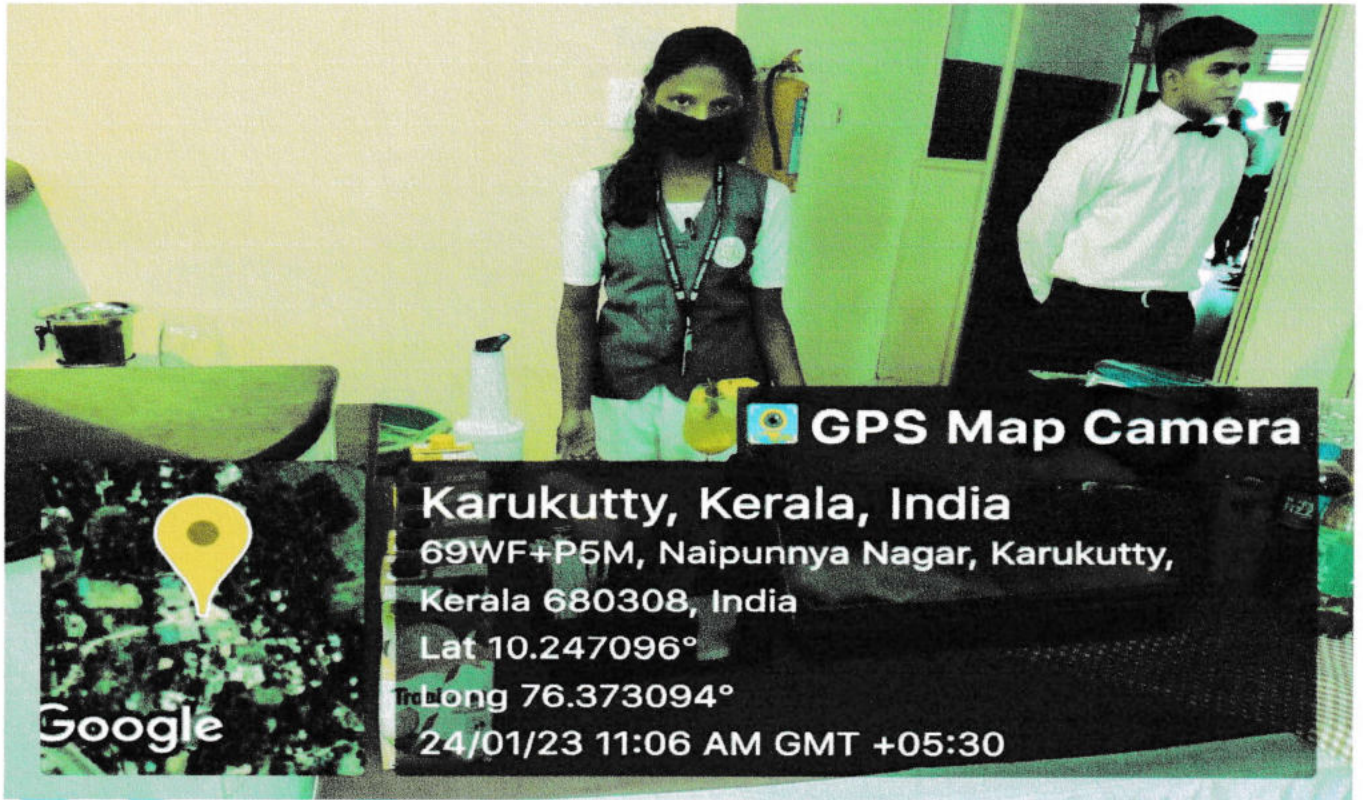 GPS Map Camera
Karukutty, Kerala, India
69WF+P5M, Naipunnya Nagar, Karukutty,
Kerala 680308, India
Lat 10.247096°
Long 76.373094°
24/01/23 11:06 AM GMT +05:30
Google